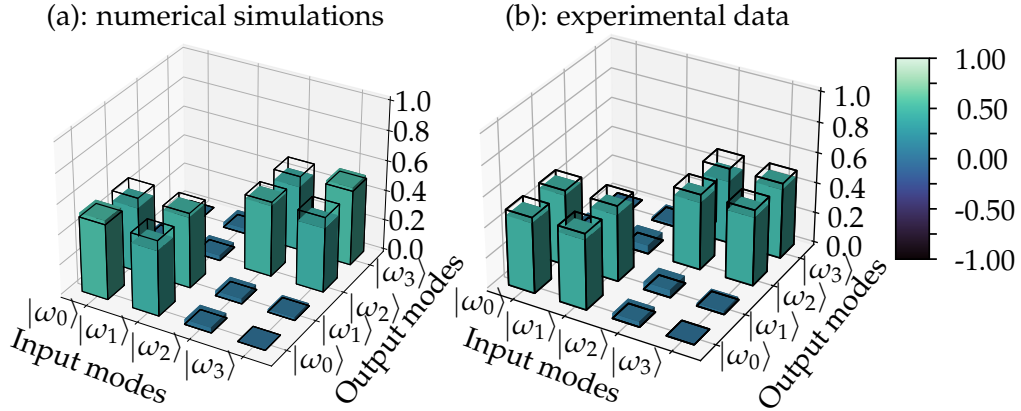 (a): numerical simulations
(b): experimental data
1.0
0.8
0.6
0.4
0.2
0.0
|ω₀⟩
|ω₁⟩
|ω₂⟩
|ω₃⟩
Input modes
|ω₀⟩
|ω₁⟩
|ω₂⟩
|ω₃⟩
Output modes
1.0
0.8
0.6
0.4
0.2
0.0
|ω₀⟩
|ω₁⟩
|ω₂⟩
|ω₃⟩
Input modes
|ω₀⟩
|ω₁⟩
|ω₂⟩
|ω₃⟩
Output modes
1.00
0.50
0.00
-0.50
-1.00